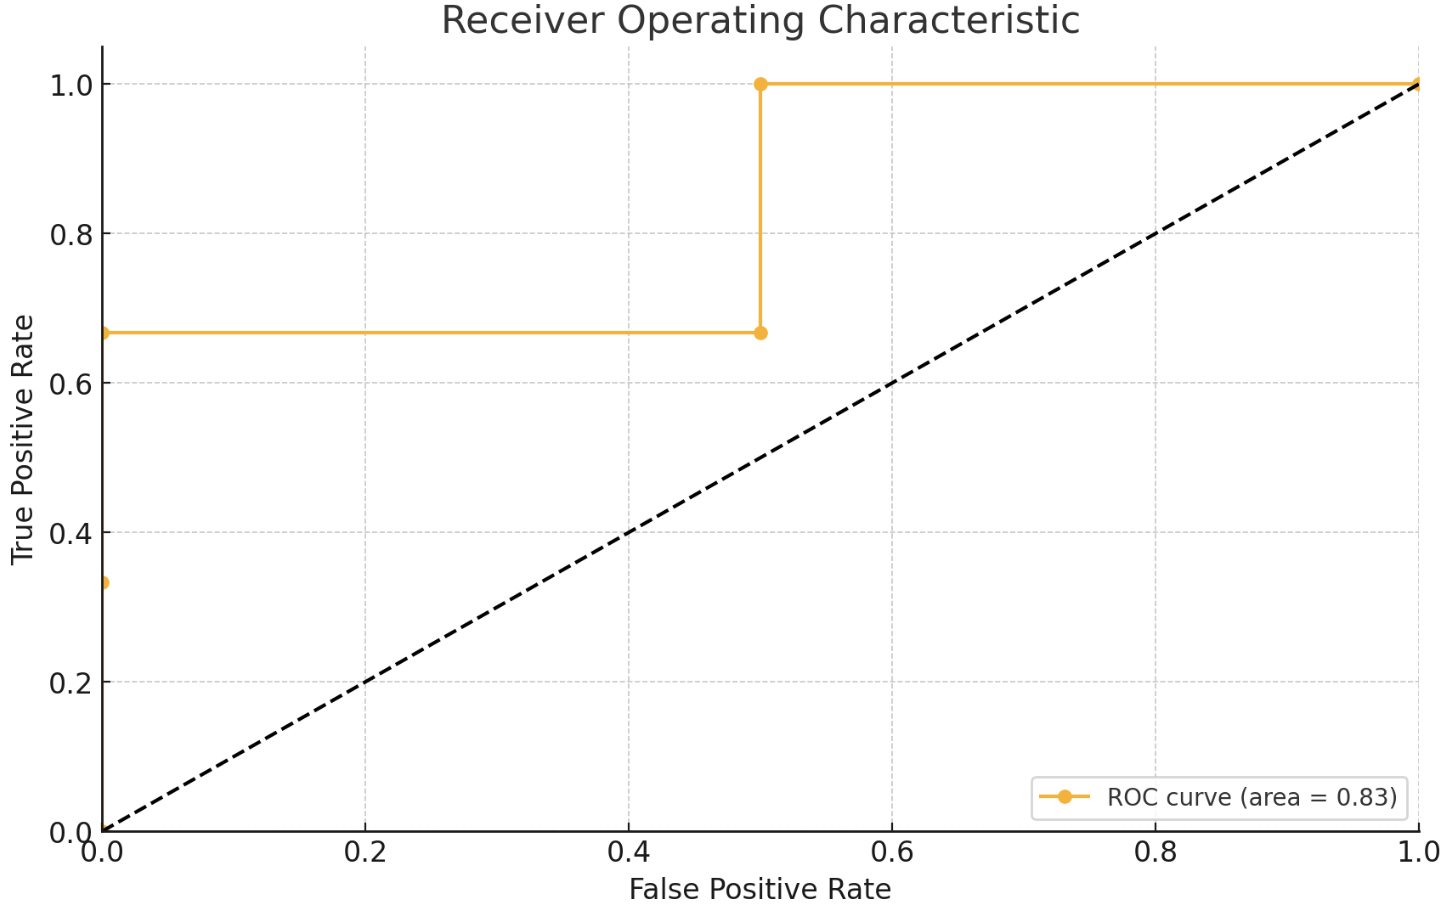 Receiver Operating Characteristic
1.0
0.8
0.6
0.4
0.2
0.0
True Positive Rate
ROC curve (area = 0.83)
0.0 0.2 0.4 0.6 0.8 1.0
False Positive Rate